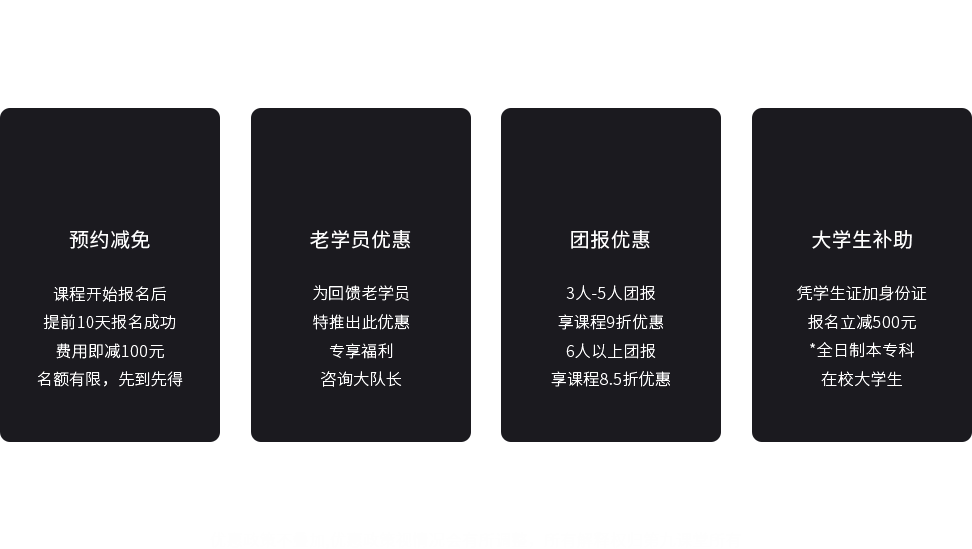 预约减免
课程开始报名后
提前10天报名成功
费用即减100元
名额有限，先到先得
老学员优惠
为回馈老学员
特推出此优惠
专享福利
咨询大队长
团报优惠
3人-5人团报
享课程9折优惠
6人以上团报
享课程8.5折优惠
大学生补助
凭学生证加身份证
报名立减500元
*全日制本专科
在校大学生